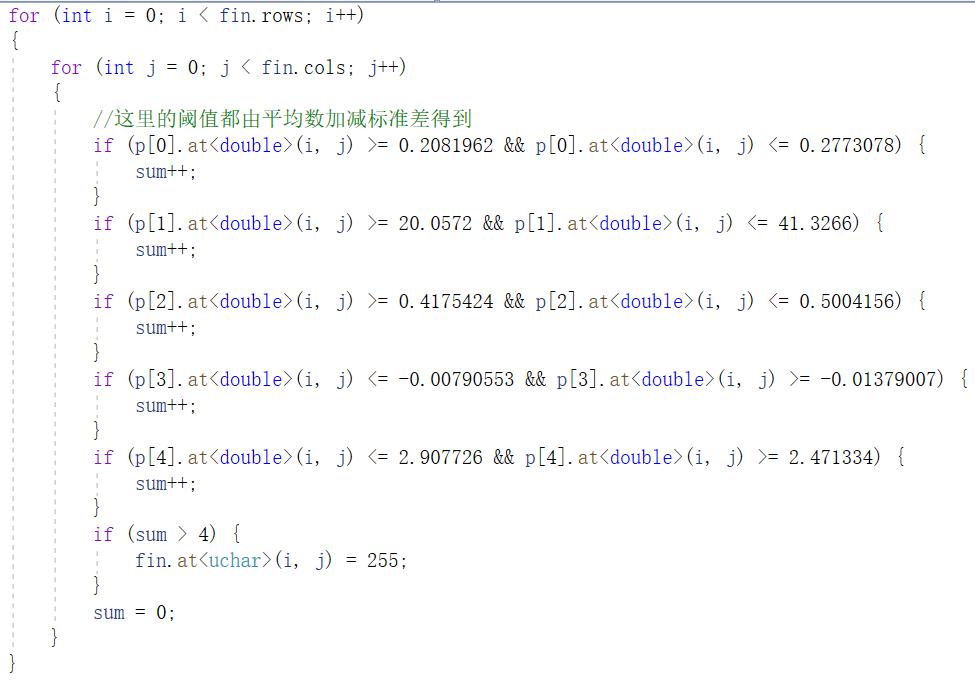 for (int i = 0; i < fin.rows; i++)
{
    for (int j = 0; j < fin.cols; j++)
    {
        //这里的阈值都由平均数加减标准差得到
        if (p[0].at<double>(i, j) >= 0.2081962 && p[0].at<double>(i, j) <= 0.2773078) {
            sum++;
        }
        if (p[1].at<double>(i, j) >= 20.0572 && p[1].at<double>(i, j) <= 41.3266) {
            sum++;
        }
        if (p[2].at<double>(i, j) >= 0.4175424 && p[2].at<double>(i, j) <= 0.5004156) {
            sum++;
        }
        if (p[3].at<double>(i, j) <= -0.00790553 && p[3].at<double>(i, j) >= -0.01379007) {
            sum++;
        }
        if (p[4].at<double>(i, j) <= 2.907726 && p[4].at<double>(i, j) >= 2.471334) {
            sum++;
        }
        if (sum > 4) {
            fin.at<uchar>(i, j) = 255;
        }
        sum = 0;
    }
}